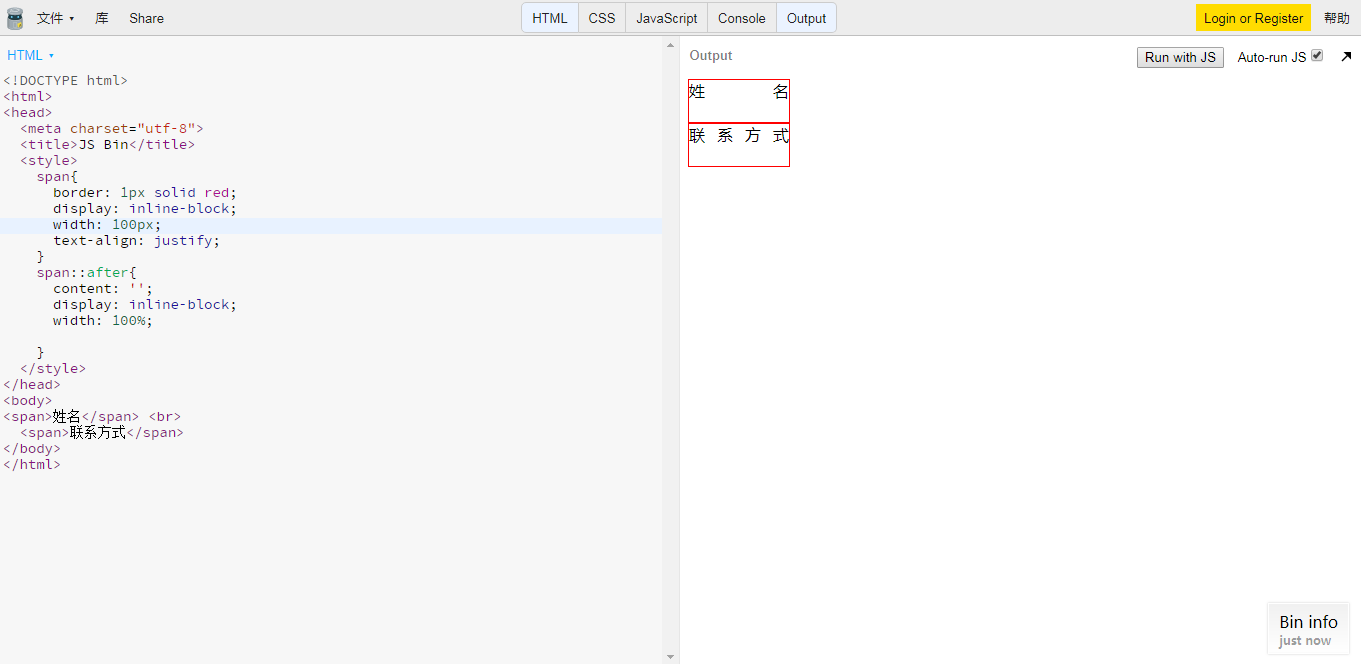 文件 库 Share HTML CSS JavaScript Console Output Login or Register 帮助
HTML
Output Run with JS Auto-run JS
<!DOCTYPE html>
<html>
<head>
  <meta charset="utf-8">
  <title>JS Bin</title>
  <style>
    span{
      border: 1px solid red;
      display: inline-block;
      width: 100px;
      text-align: justify;
    }
    span::after{
      content: '';
      display: inline-block;
      width: 100%;
    }
  </style>
</head>
<body>
<span>姓名</span> <br>
  <span>联系方式</span>
</body>
</html>
姓 名
联 系 方 式
Bin info
just now